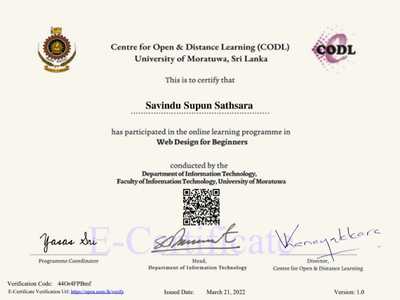 Centre for Open & Distance Learning (CODL)
University of Moratuwa, Sri Lanka
CODL
This is to certify that
Savindu Supun Sathsara
has participated in the online learning programme in
Web Design for Beginners
conducted by the
Department of Information Technology,
Faculty of Information Technology, University of Moratuwa
E-Certificate
Programme Coordinator
Head,
Department of Information Technology
Director,
Centre for Open & Distance Learning
Verification Code: 44Or4FPBmf
E-Certificate Verification Url: https://open.uom.lk/verify
Issued Date: March 21, 2022
Version: 1.0